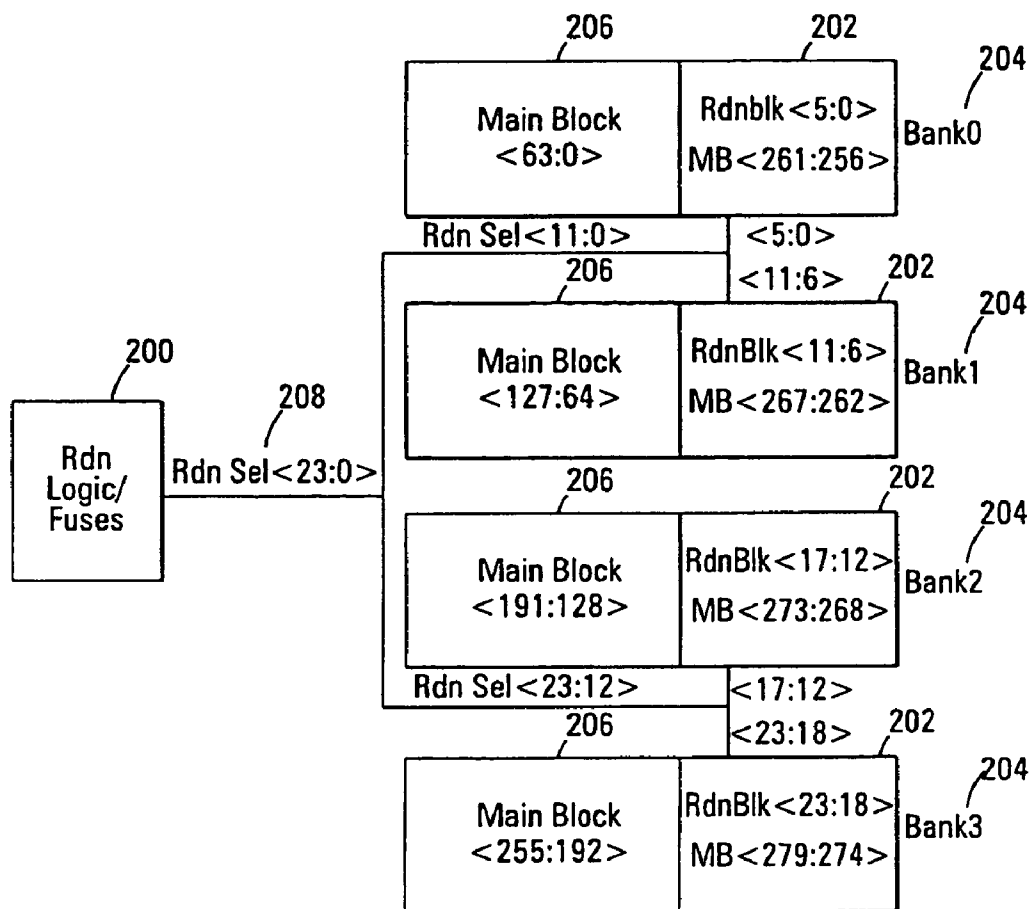 206
202
204
Main Block
<63:0>
Rdnblk<5:0>
MB<261:256>
Bank0
Rdn Sel<11:0>
<5:0>
<11:6>
206
202
204
Main Block
<127:64>
RdnBlk<11:6>
MB<267:262>
Bank1
200
208
Rdn
Logic/
Fuses
Rdn Sel<23:0>
206
202
204
Main Block
<191:128>
RdnBlk<17:12>
MB<273:268>
Bank2
Rdn Sel<23:12>
<17:12>
<23:18>
206
202
204
Main Block
<255:192>
RdnBlk<23:18>
MB<279:274>
Bank3